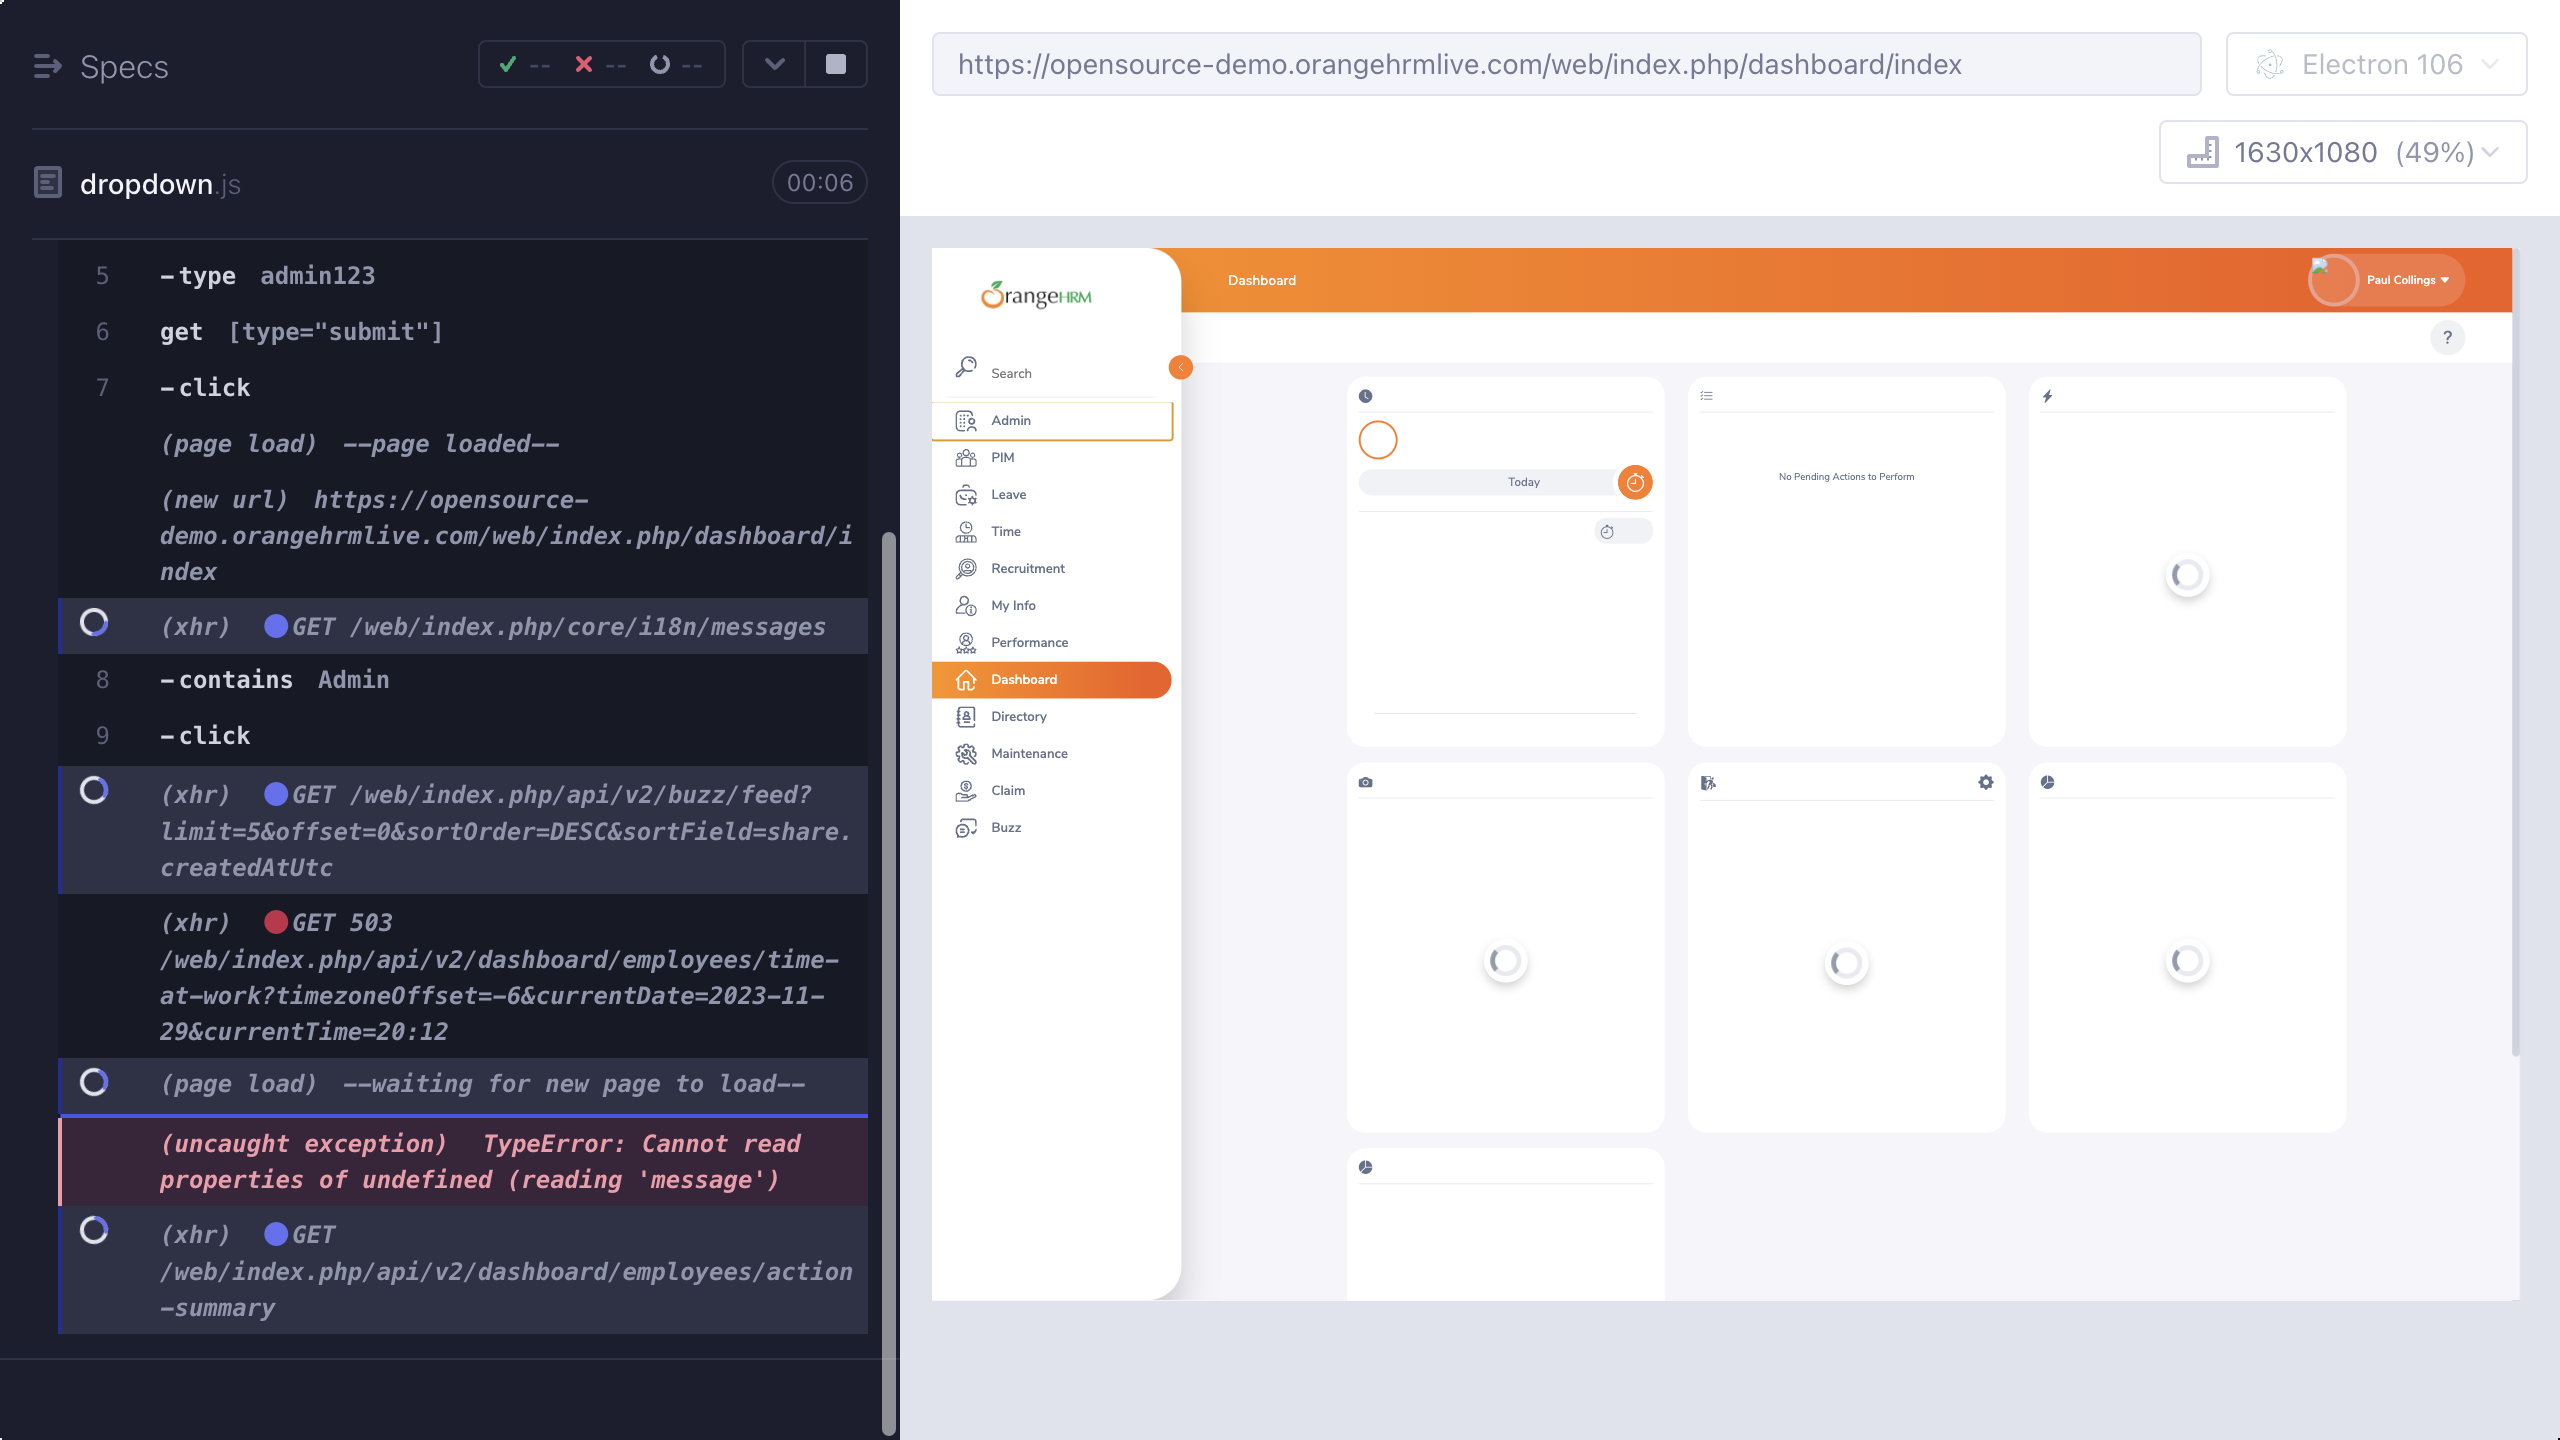 Specs
-- -- --
dropdown.js
00:06
5 -type admin123
6 get [type="submit"]
7 -click
(page load) --page loaded--
(new url) https://opensource-
demo.orangehrmlive.com/web/index.php/dashboard/i
ndex
(xhr) GET /web/index.php/core/i18n/messages
8 -contains Admin
9 -click
(xhr) GET /web/index.php/api/v2/buzz/feed?
limit=5&offset=0&sortOrder=DESC&sortField=share.
createdAtUtc
(xhr) GET 503
/web/index.php/api/v2/dashboard/employees/time-
at-work?timezoneOffset=-6&currentDate=2023-11-
29&currentTime=20:12
(page load) --waiting for new page to load--
(uncaught exception) TypeError: Cannot read
properties of undefined (reading 'message')
(xhr) GET
/web/index.php/api/v2/dashboard/employees/action
-summary
https://opensource-demo.orangehrmlive.com/web/index.php/dashboard/index
Electron 106
1630x1080 (49%)
OrangeHRM
Dashboard
Paul Collings
?
Search
Admin
PIM
Leave
Time
Recruitment
My Info
Performance
Dashboard
Directory
Maintenance
Claim
Buzz
Today
No Pending Actions to Perform